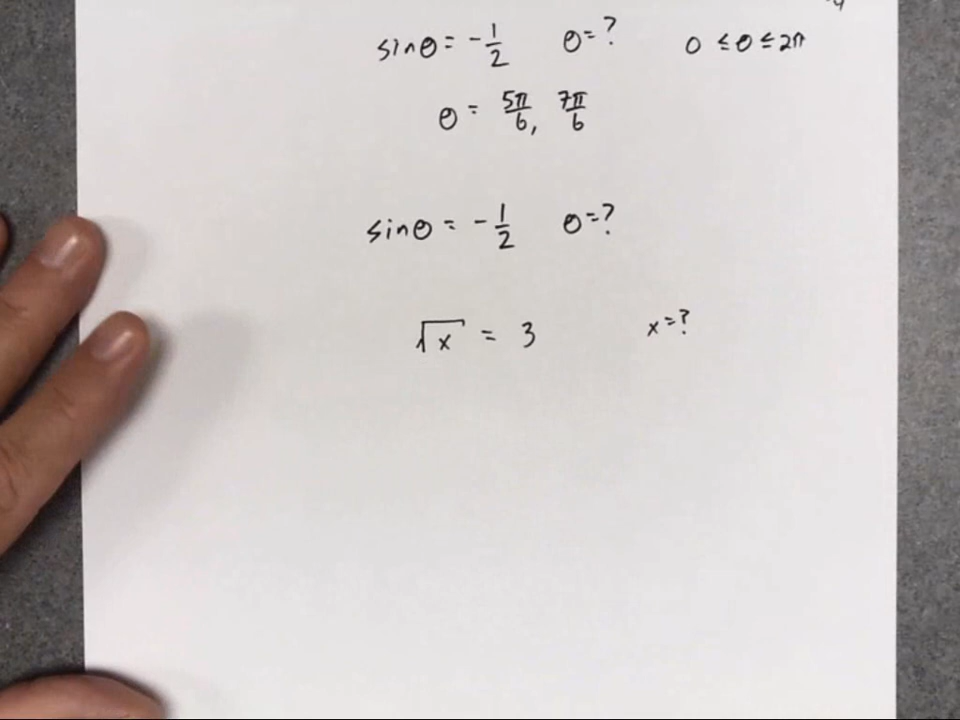 sinθ = -1/2 θ=? 0 ≤ θ ≤ 2π
θ = 5π/6, 7π/6
sinθ = -1/2 θ=?
√x = 3 x=?